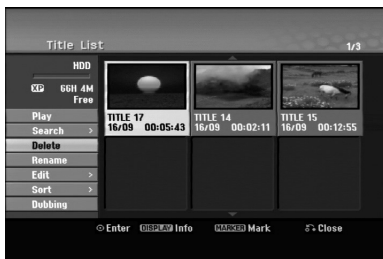 Title List
1/3
HDD
XP 66H 4M
Free
Play
Search >
Delete
Rename
Edit >
Sort >
Dubbing
TITLE 17
16/09 00:05:43
TITLE 14
16/09 00:02:11
TITLE 15
16/09 00:12:55
Enter DISPLAY Info MARKER Mark Close